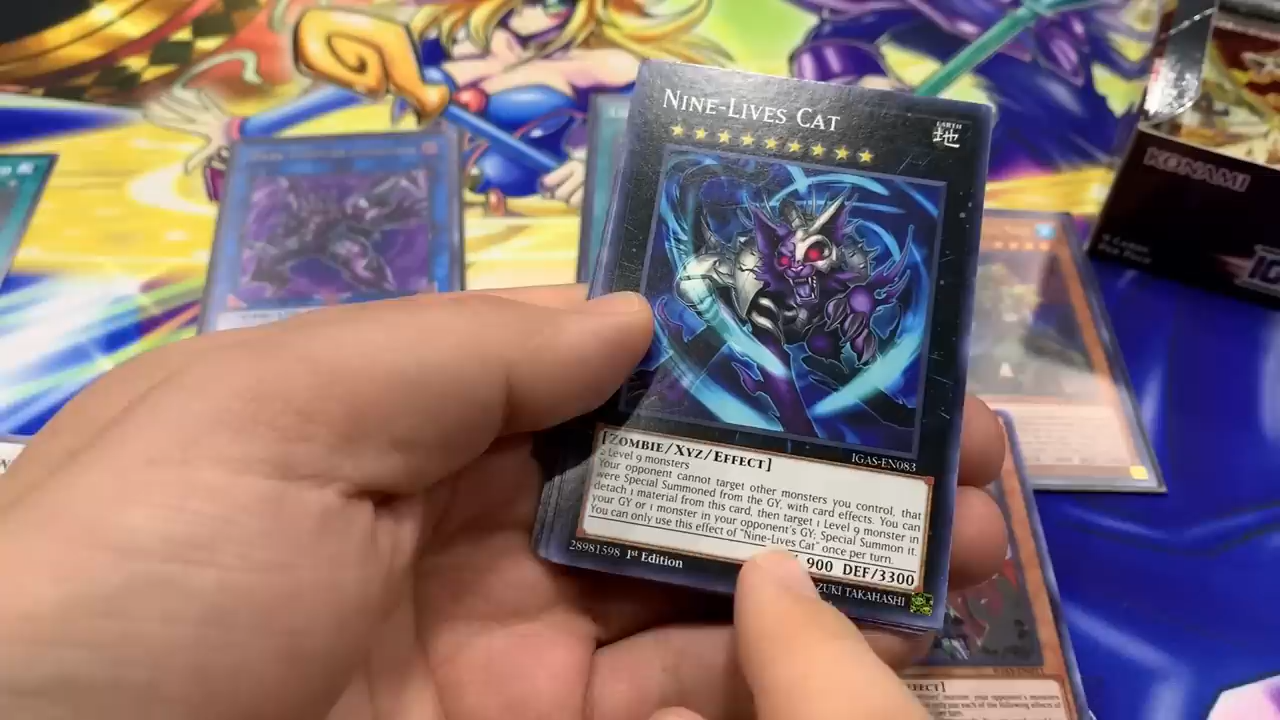 NINE-LIVES CAT
EARTH
地
KONAMI
IGAS-EN083
[ZOMBIE/XYZ/EFFECT]
2 Level 9 monsters
Your opponent cannot target other monsters you control, that
were Special Summoned from the GY, with card effects. You can
detach 1 material from this card, then target 1 Level 9 monster in
your GY or 1 monster in your opponent's GY; Special Summon it.
You can only use this effect of "Nine-Lives Cat" once per turn.
900 DEF/3300
28981598 1st Edition
ZUKI TAKAHASHI